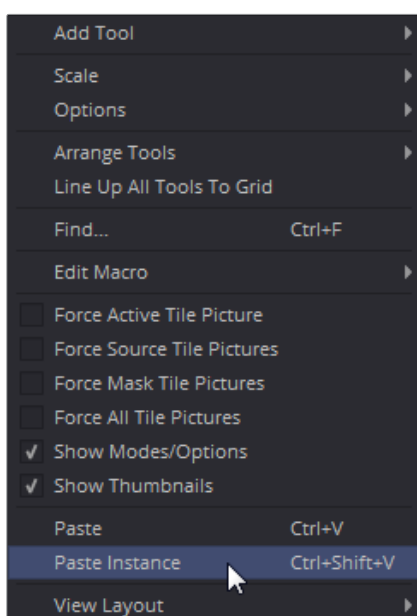 Add Tool
Scale
Options
Arrange Tools
Line Up All Tools To Grid
Find... Ctrl+F
Edit Macro
Force Active Tile Picture
Force Source Tile Pictures
Force Mask Tile Pictures
Force All Tile Pictures
Show Modes/Options
Show Thumbnails
Paste Ctrl+V
Paste Instance Ctrl+Shift+V
View Layout